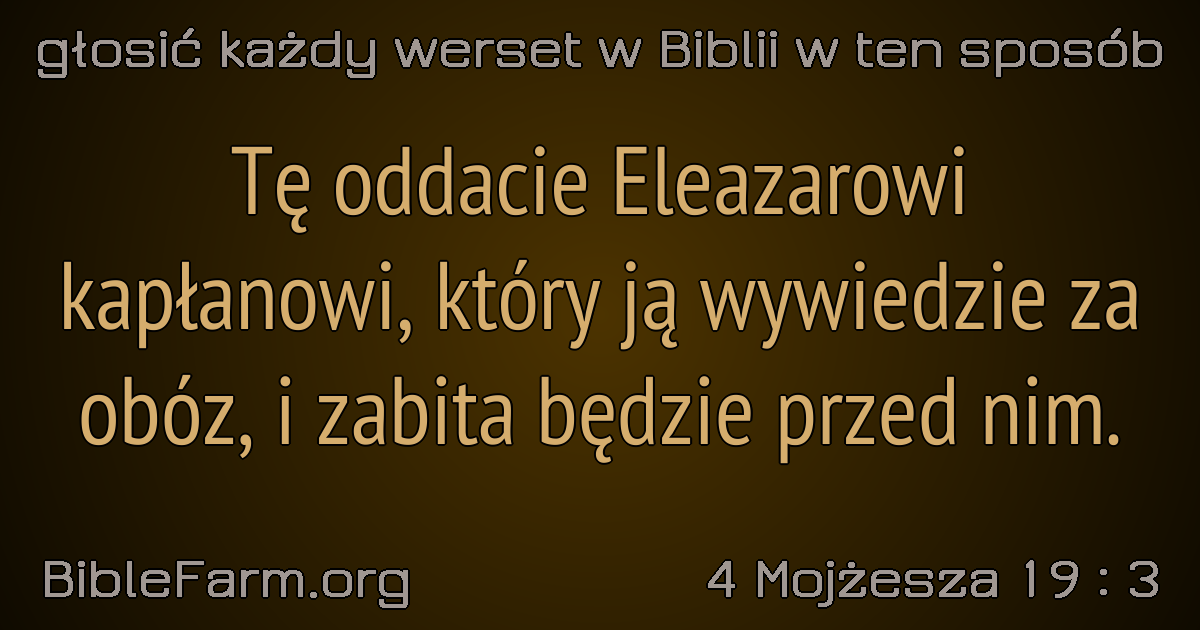 głosić każdy werset w Biblii w ten sposób
Tę oddacie Eleazarowi
kapłanowi, który ją wywiedzie za
obóz, i zabita będzie przed nim.
BibleFarm.org
4 Mojżesza 19 : 3